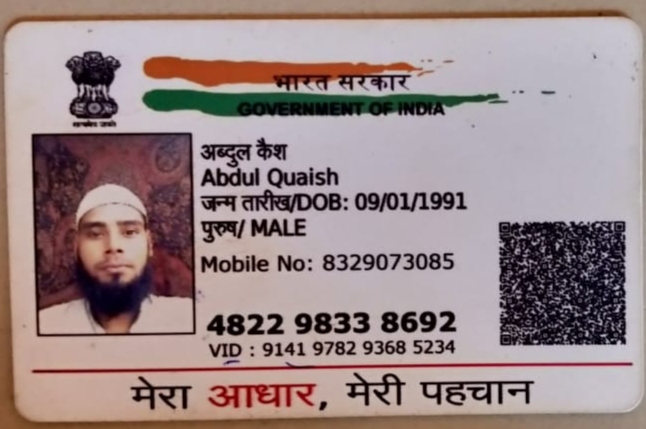 सत्यमेव जयते
भारत सरकार
GOVERNMENT OF INDIA
अब्दुल कैश
Abdul Quaish
जन्म तारीख/DOB: 09/01/1991
पुरुष/ MALE
Mobile No: 8329073085
4822 9833 8692
VID : 9141 9782 9368 5234
मेरा आधार, मेरी पहचान